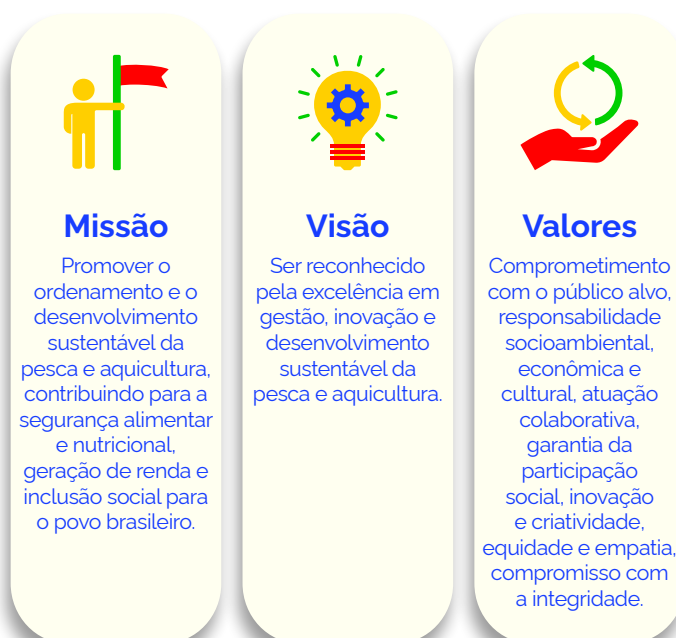 Missão
Promover o
ordenamento e o
desenvolvimento
sustentável da
pesca e aquicultura,
contribuindo para a
segurança alimentar
e nutricional,
geração de renda e
inclusão social para
o povo brasileiro.
Visão
Ser reconhecido
pela excelência em
gestão, inovação e
desenvolvimento
sustentável da
pesca e aquicultura.
Valores
Comprometimento
com o público alvo,
responsabilidade
socioambiental,
econômica e
cultural, atuação
colaborativa,
garantia da
participação
social, inovação
e criatividade,
equidade e empatia,
compromisso com
a integridade.